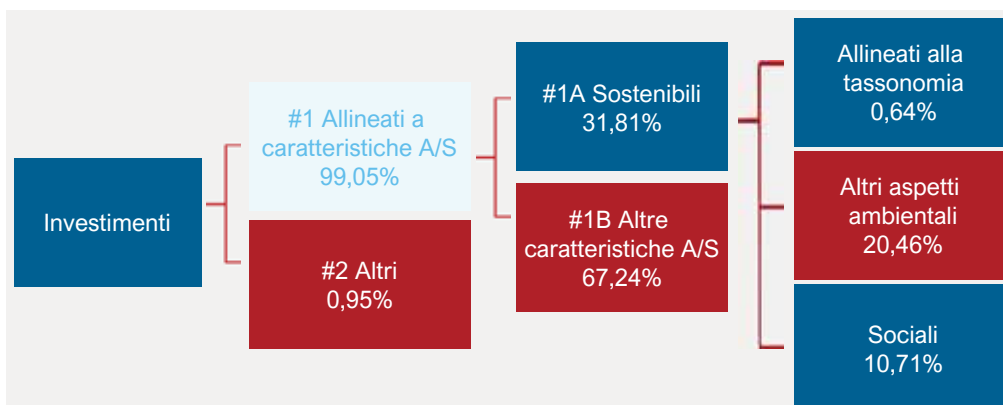 Investimenti
#1 Allineati a
caratteristiche A/S
99,05%
#2 Altri
0,95%
#1A Sostenibili
31,81%
#1B Altre
caratteristiche A/S
67,24%
Allineati alla
tassonomia
0,64%
Altri aspetti
ambientali
20,46%
Sociali
10,71%